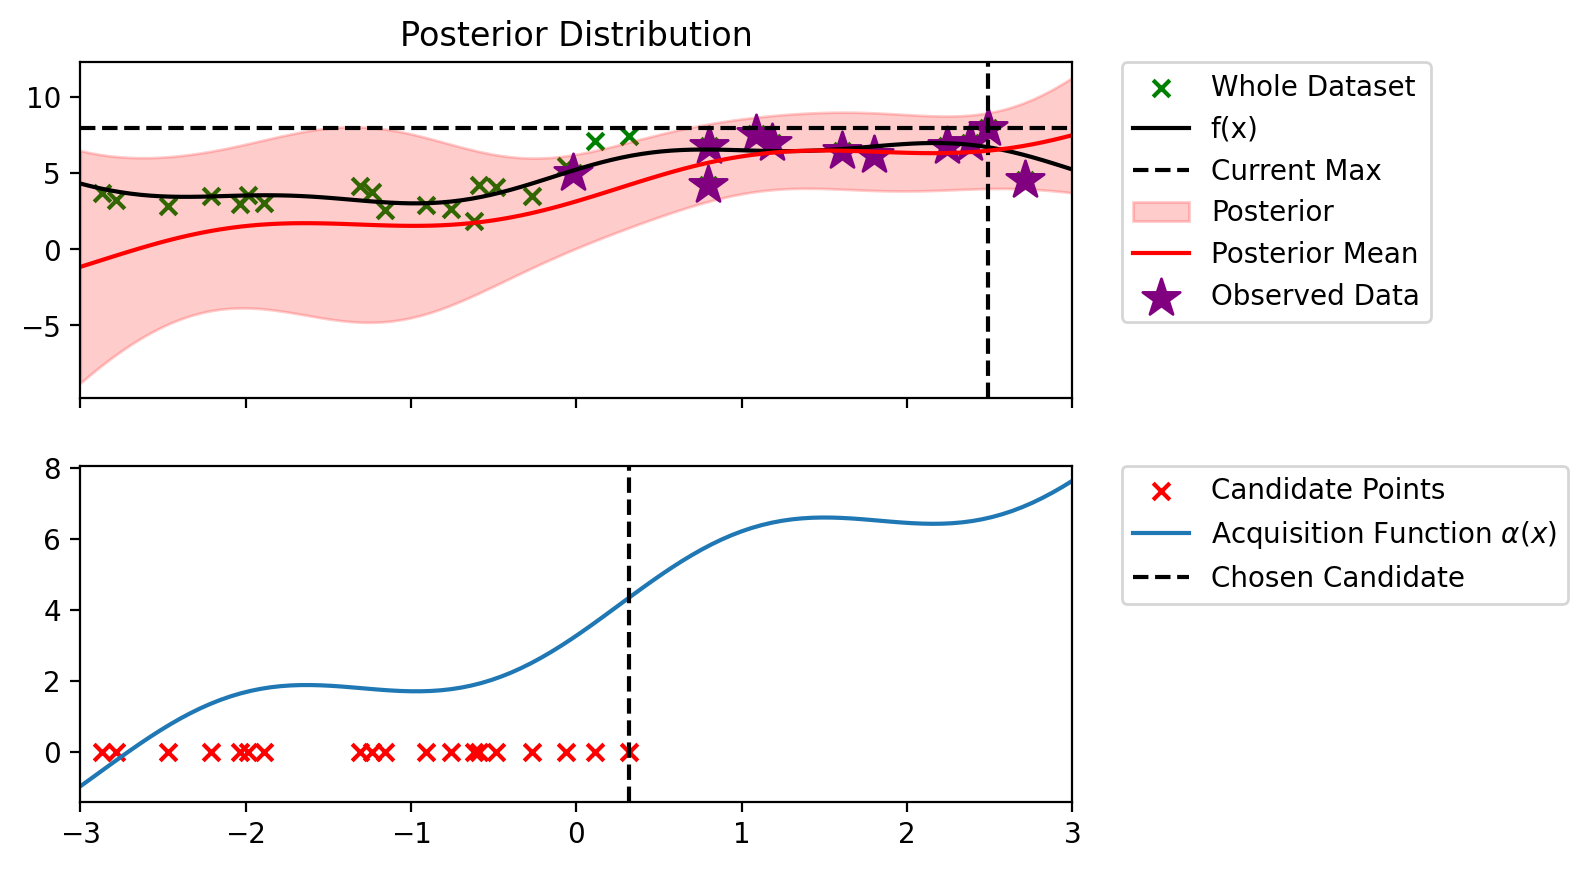 Posterior Distribution
10
5
0
−5
Whole Dataset
f(x)
Current Max
Posterior
Posterior Mean
Observed Data
8
6
4
2
0
−3 −2 −1 0 1 2 3
Candidate Points
Acquisition Function α(x)
Chosen Candidate